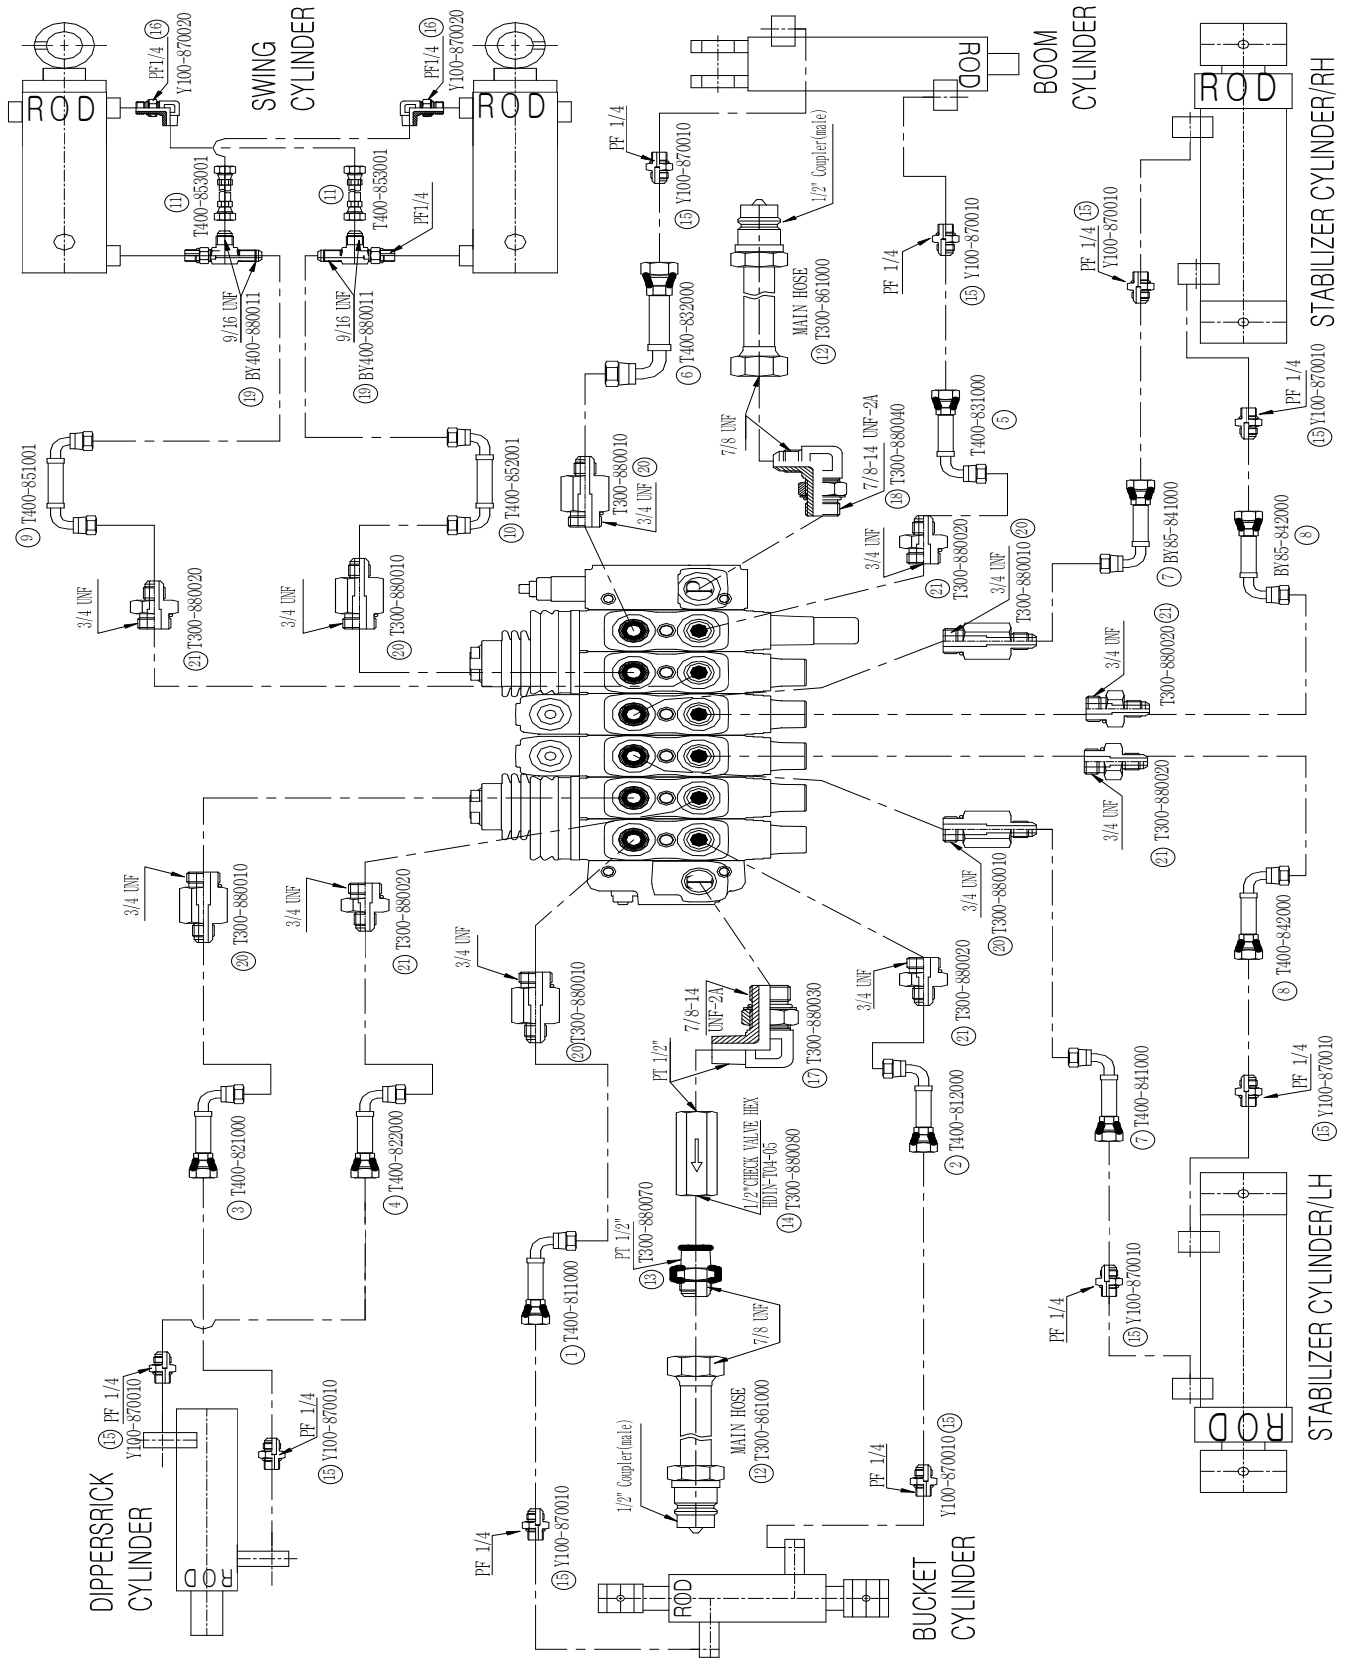 SWING
CYLINDER
ROD
PF1/4 16
Y100-870020
ROD
PF1/4 16
Y100-870020
11
T400-853001
11
T400-853001
PF1/4
9/16 UNF
19 BY400-880011
9/16 UNF
19 BY400-880011
9 T400-851001
10 T400-852001
3/4 UNF
21 T300-880020
3/4 UNF
20 T300-880010
BOOM
CYLINDER
ROD
PF 1/4
15 Y100-870010
6 T400-832000
T300-880010
3/4 UNF 20
1/2" Coupler(male)
MAIN HOSE
12 T300-861000
7/8 UNF
7/8-14 UNF-2A
18 T300-880040
PF 1/4
15 Y100-870010
T400-831000
5
3/4 UNF
21 T300-880020
STABILIZER CYLINDER/RH
ROD
PF 1/4 15
Y100-870010
7 BY85-841000
3/4 UNF
T300-880010 20
PF 1/4
15 Y100-870010
BY85-842000
8
3/4 UNF
T300-880020 21
P
DIPPERSRICK
CYLINDER
ROD
15 PF 1/4
Y100-870010
PF 1/4
15 Y100-870010
3 T400-821000
4 T400-822000
3/4 UNF
20 T300-880010
3/4 UNF
21 T300-880020
BUCKET
CYLINDER
ROD
PF 1/4
15 Y100-870010
1 T400-811000
3/4 UNF
20 T300-880010
1/2" Coupler(male)
MAIN HOSE
12 T300-861000
7/8 UNF
PT 1/2"
13 T300-880070
1/2"CHECK VALVE HEX
HDIN-T04-05
14 T300-880080
PT 1/2"
7/8-14
UNF-2A
17 T300-880030
PF 1/4
Y100-870010 15
2 T400-812000
3/4 UNF
21 T300-880020
STABILIZER CYLINDER/LH
ROD
PF 1/4
15 Y100-870010
7 T400-841000
3/4 UNF
20 T300-880010
PF 1/4
15 Y100-870010
8 T400-842000
3/4 UNF
21 T300-880020